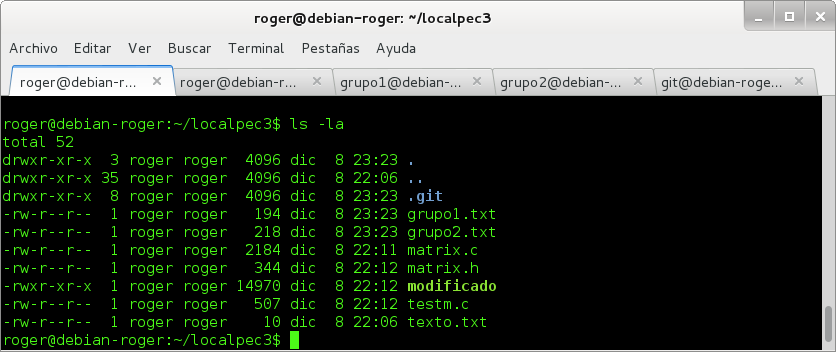 roger@debian-roger: ~/localpec3
Archivo Editar Ver Buscar Terminal Pestañas Ayuda
roger@debian-r... roger@debian-r... grupo1@debian-... grupo2@debian-... git@debian-roge...
roger@debian-roger:~/localpec3$ ls -la
total 52
drwxr-xr-x  3 roger roger  4096 dic  8 23:23 .
drwxr-xr-x 35 roger roger  4096 dic  8 22:06 ..
drwxr-xr-x  8 roger roger  4096 dic  8 23:23 .git
-rw-r--r--  1 roger roger   194 dic  8 23:23 grupo1.txt
-rw-r--r--  1 roger roger   218 dic  8 23:23 grupo2.txt
-rw-r--r--  1 roger roger  2184 dic  8 22:11 matrix.c
-rw-r--r--  1 roger roger   344 dic  8 22:12 matrix.h
-rwxr-xr-x  1 roger roger 14970 dic  8 22:12 modificado
-rw-r--r--  1 roger roger   507 dic  8 22:12 testm.c
-rw-r--r--  1 roger roger    10 dic  8 22:06 texto.txt
roger@debian-roger:~/localpec3$